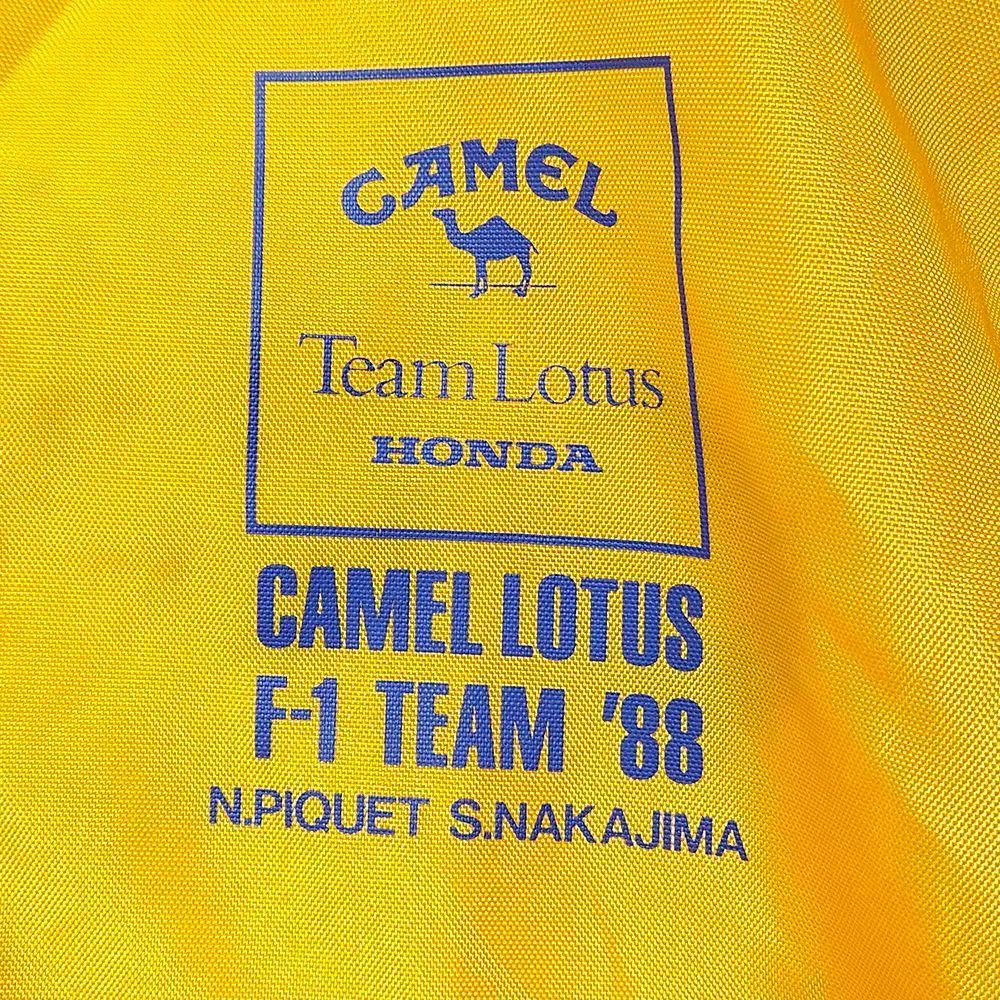 CAMEL
Team Lotus
HONDA
CAMEL LOTUS
F-1 TEAM '88
N.PIQUET S.NAKAJIMA